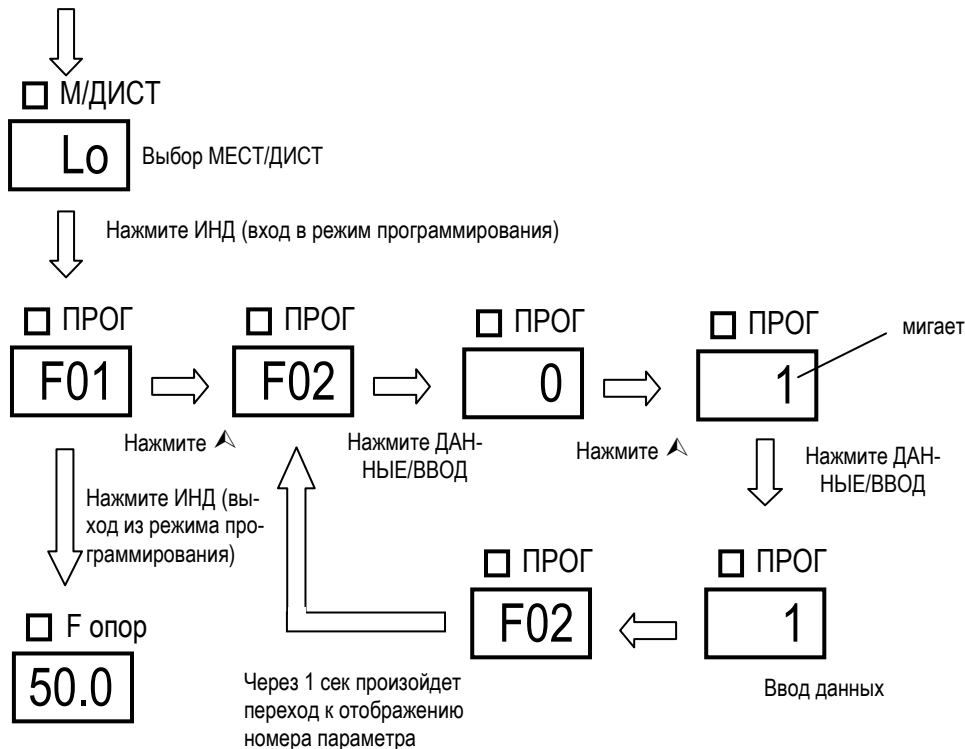 М/ДИСТ
Lo
Выбор МЕСТ/ДИСТ
Нажмите ИНД (вход в режим программирования)
ПРОГ
ПРОГ
ПРОГ
ПРОГ
мигает
F01
F02
0
1
Нажмите
Нажмите ДАН-
НЫЕ/ВВОД
Нажмите
Нажмите ДАН-
НЫЕ/ВВОД
Нажмите ИНД (вы-
ход из режима про-
граммирования)
ПРОГ
ПРОГ
F02
1
F опор
50.0
Через 1 сек произойдет
переход к отображению
номера параметра
Ввод данных